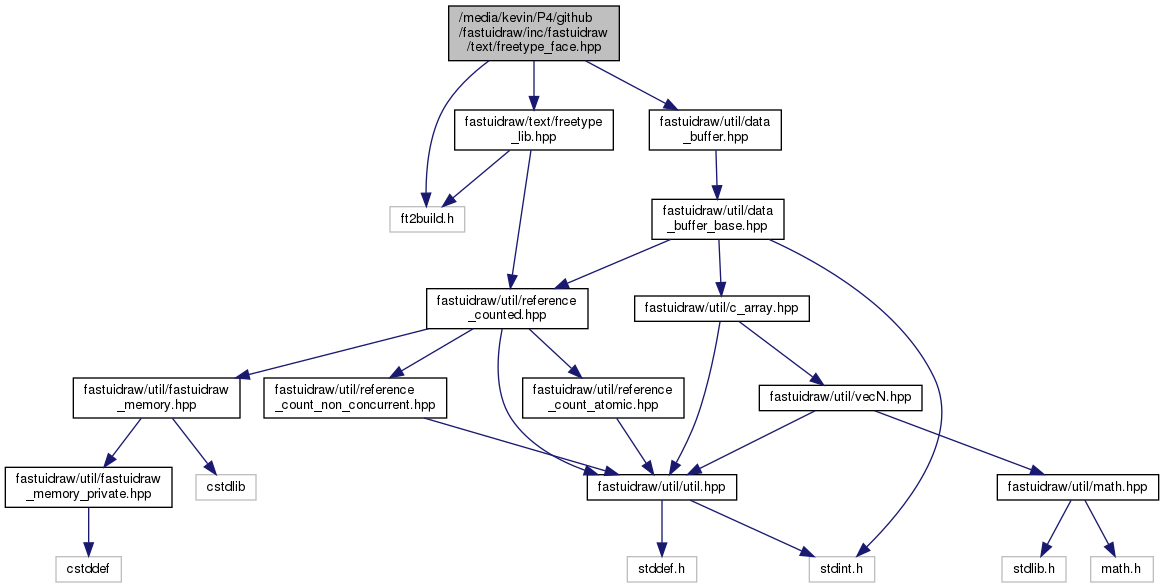 /media/kevin/P4/github
/fastuidraw/inc/fastuidraw
/text/freetype_face.hpp
fastuidraw/text/freetype
_lib.hpp
fastuidraw/util/data
_buffer.hpp
ft2build.h
fastuidraw/util/data
_buffer_base.hpp
fastuidraw/util/reference
_counted.hpp
fastuidraw/util/c_array.hpp
fastuidraw/util/fastuidraw
_memory.hpp
fastuidraw/util/reference
_count_non_concurrent.hpp
fastuidraw/util/reference
_count_atomic.hpp
fastuidraw/util/vecN.hpp
fastuidraw/util/fastuidraw
_memory_private.hpp
cstdlib
fastuidraw/util/util.hpp
fastuidraw/util/math.hpp
cstddef
stddef.h
stdint.h
stdlib.h
math.h